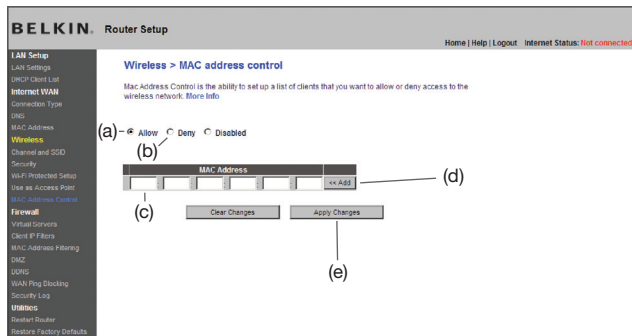 BELKIN. Router Setup
Home | Help | Logout Internet Status: Not connected
LAN Setup
LAN Settings
DHCP Client List
Internet WAN
Connection Type
DNS
MAC Address
Wireless
Channel and SSID
Security
Wi-Fi Protected Setup
Use as Access Point
MAC Address Control
Firewall
Virtual Servers
Client IP Filters
MAC Address Filtering
DMZ
DDNS
WAN Ping Blocking
Security Log
Utilities
Restart Router
Restore Factory Defaults
Wireless > MAC address control
Mac Address Control is the ability to set up a list of clients that you want to allow or deny access to the
wireless network. More Info
(a) Allow Deny Disabled
(b)
MAC Address
: : : : : << Add
(d)
(c)
Clear Changes Apply Changes
(e)